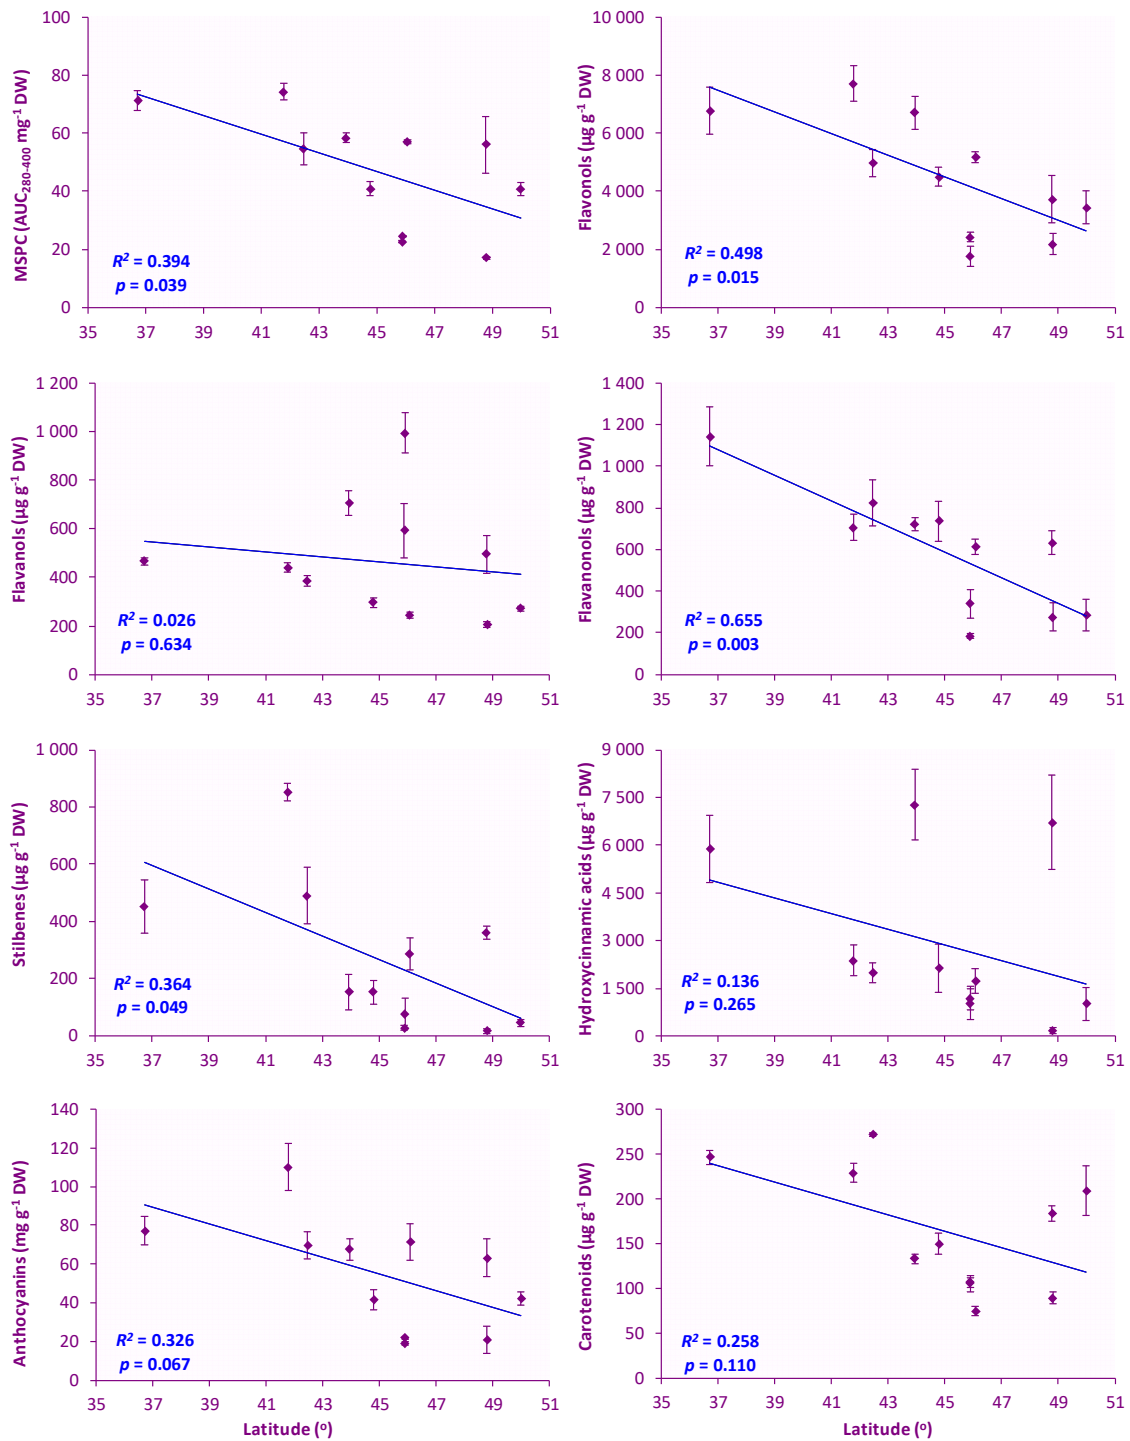 MSPC (AUC280-400 mg-1 DW)
100
80
60
40
20
0
R2 = 0.394
p = 0.039
35 37 39 41 43 45 47 49 51
Flavonols (µg g-1 DW)
10 000
8 000
6 000
4 000
2 000
0
R2 = 0.498
p = 0.015
35 37 39 41 43 45 47 49 51
Flavanols (µg g-1 DW)
1 200
1 000
800
600
400
200
0
R2 = 0.026
p = 0.634
35 37 39 41 43 45 47 49 51
Flavanonols (µg g-1 DW)
1 400
1 200
1 000
800
600
400
200
0
R2 = 0.655
p = 0.003
35 37 39 41 43 45 47 49 51
Stilbenes (µg g-1 DW)
1 000
800
600
400
200
0
R2 = 0.364
p = 0.049
35 37 39 41 43 45 47 49 51
Hydroxycinnamic acids (µg g-1 DW)
9 000
7 500
6 000
4 500
3 000
1 500
0
R2 = 0.136
p = 0.265
35 37 39 41 43 45 47 49 51
Anthocyanins (mg g-1 DW)
140
120
100
80
60
40
20
0
R2 = 0.326
p = 0.067
35 37 39 41 43 45 47 49 51
Latitude (o)
Carotenoids (µg g-1 DW)
300
250
200
150
100
50
0
R2 = 0.258
p = 0.110
35 37 39 41 43 45 47 49 51
Latitude (o)